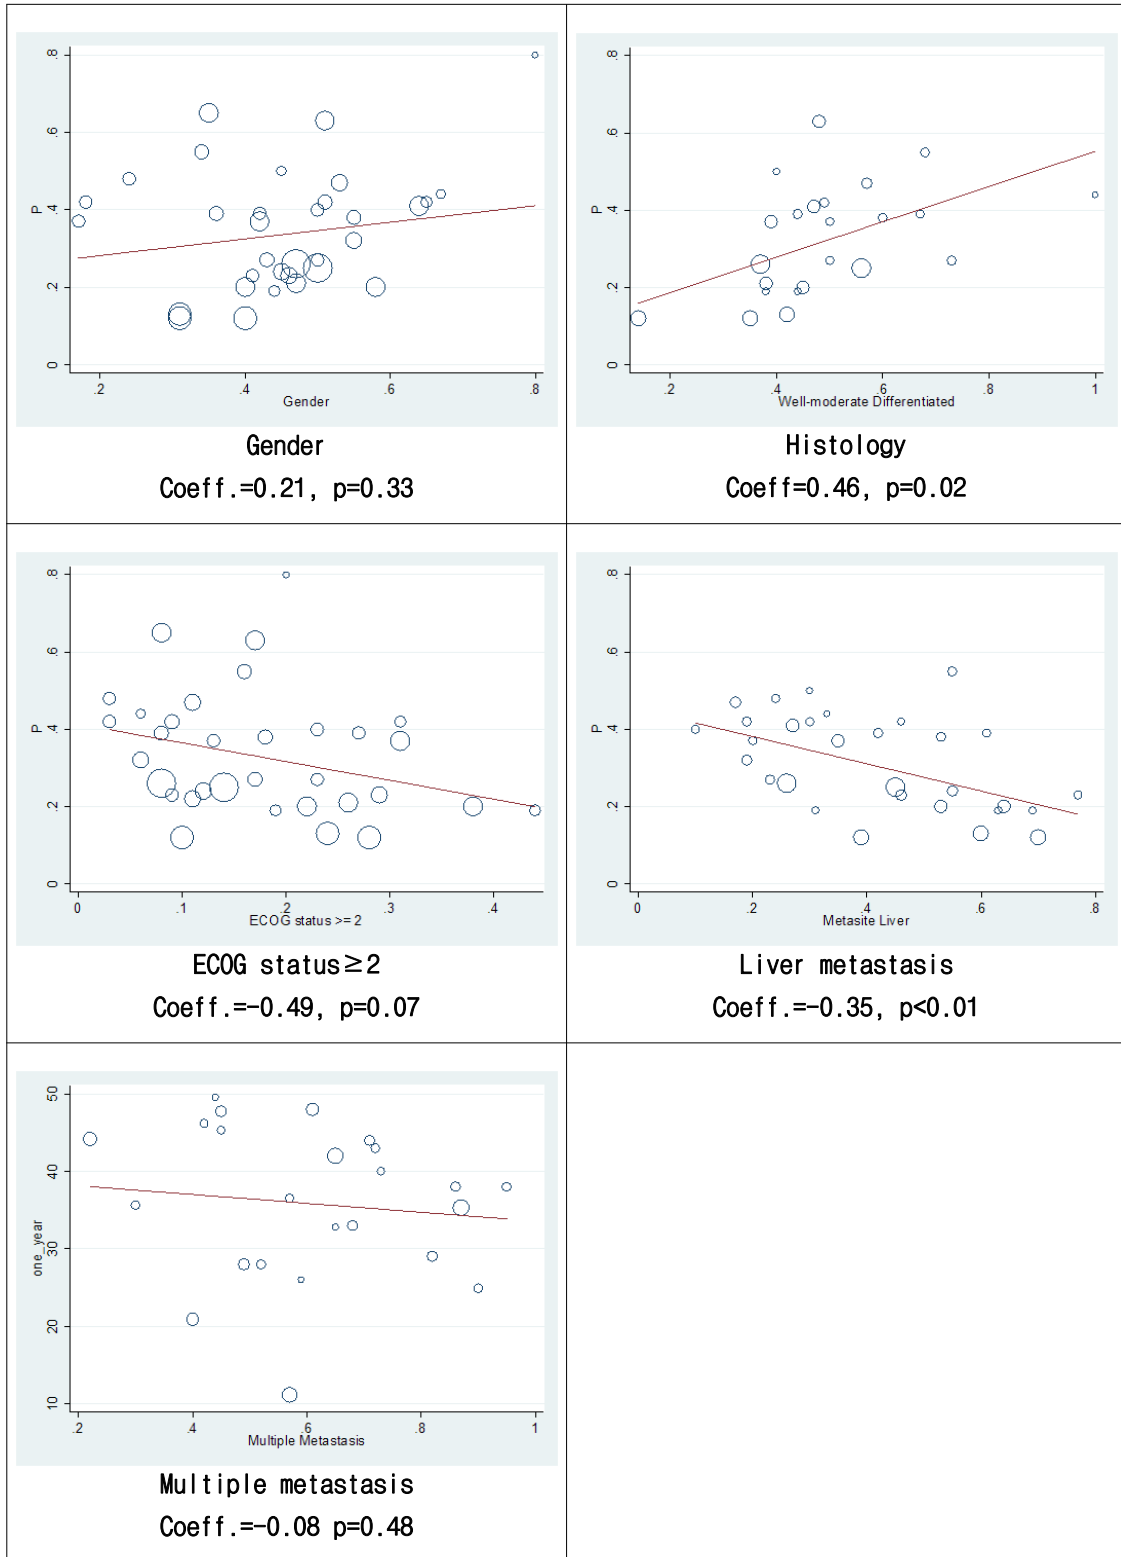 .8
.6
P
.4
.2
0
.2
.4
.6
.8
Gender
Gender
Coeff.=0.21, p=0.33
.8
.6
P
.4
.2
0
.2
.4
.6
.8
1
Well-moderate Differentiated
Histology
Coeff=0.46, p=0.02
.8
.6
P
.4
.2
0
0
.1
.2
.3
.4
ECOG status >= 2
ECOG status≥2
Coeff.=-0.49, p=0.07
.8
.6
P
.4
.2
0
0
.2
.4
.6
.8
Metasite Liver
Liver metastasis
Coeff.=-0.35, p<0.01
50
40
one_year
30
20
10
.2
.4
.6
.8
1
Multiple Metastasis
Multiple metastasis
Coeff.=-0.08 p=0.48